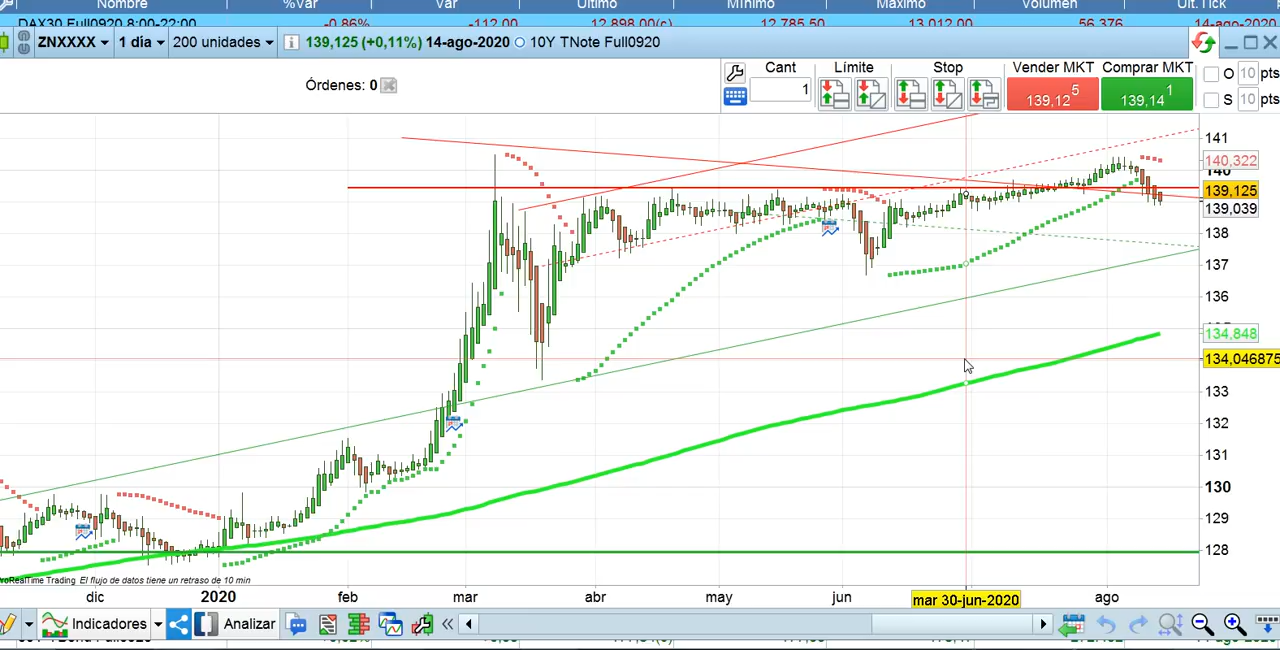 Nombre %Var Var Último Mínimo Máximo Volumen Últ. Tick
DAX30 Full0920 8:00-22:00 -0,86% -112,00 12.898,00(c) 12.785,50 13.012,00 56.376 14-ago-2020
ZNXXXX 1 día 200 unidades 139,125 (+0,11%) 14-ago-2020 10Y TNote Full0920
Órdenes: 0
Cant Límite Stop Vender MKT Comprar MKT
1 139,12 5 139,14 1
O 10 pts
S 10 pts
141
140,322
140
139,125
139,039
138
137
136
134,848
134,046875
133
132
131
130
129
128
ProRealTime Trading El flujo de datos tiene un retraso de 10 min
dic 2020 feb mar abr may jun mar 30-jun-2020 ago
Indicadores Analizar